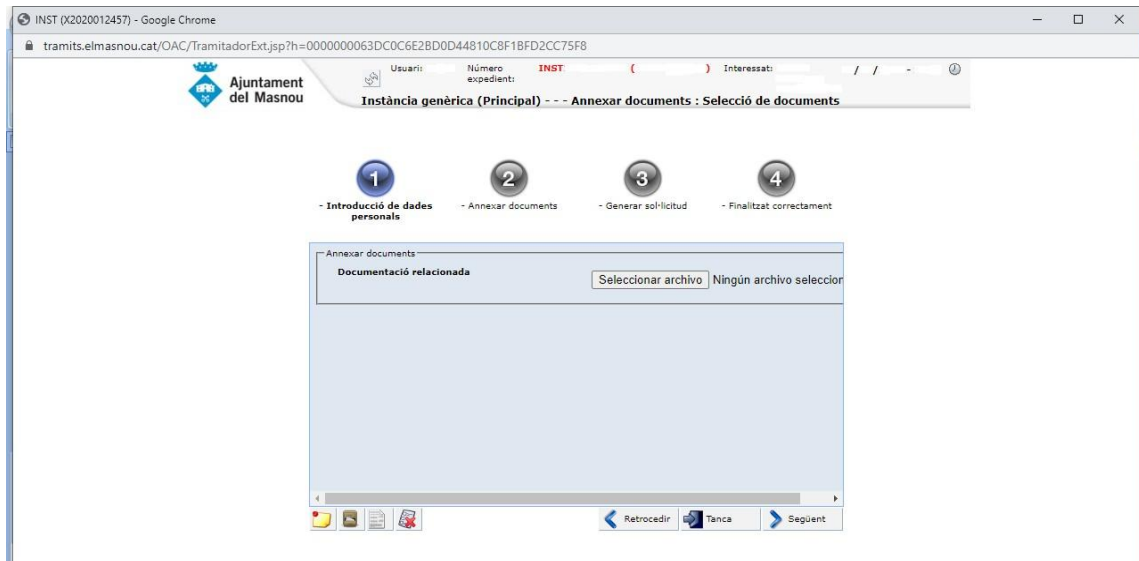 INST (X2020012457) - Google Chrome
tramits.elmasnou.cat/OAC/TramitadorExt.jsp?h=0000000063DC0C6E2BD0D44810C8F1BFD2CC75F8
Ajuntament
del Masnou
Usuari:
Número
expedient:
INST
(
)
Interessat:
/ / -
Instància genèrica (Principal) - - - Annexar documents : Selecció de documents
1
2
3
4
- Introducció de dades
personals
- Annexar documents
- Generar sol·licitud
- Finalitzat correctament
Annexar documents
Documentació relacionada
Seleccionar archivo
Ningún archivo seleccion
Retrocedir
Tanca
Següent